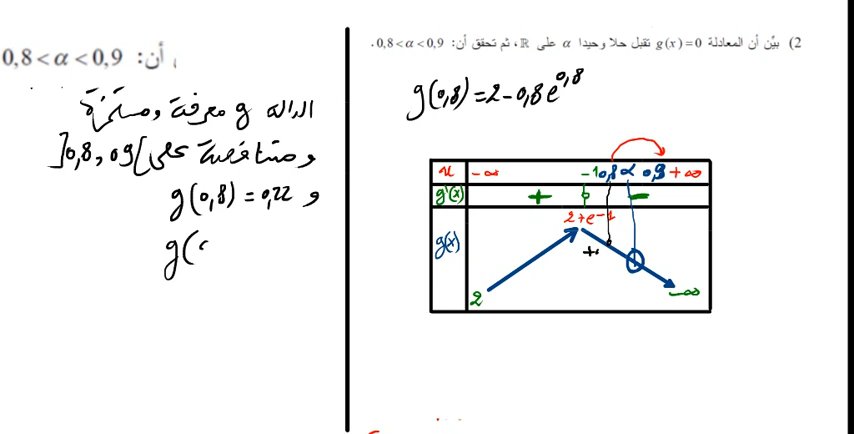 2) بيّن أن المعادلة g(x)=0 تقبل حلا وحيدا α على ℝ، ثم تحقق أن: 0,8<α<0,9.
g(0,8)=2-0,8e^0,8
x -∞ -1 0,8 α 0,9 +∞
g'(x) + 0 -
g(x) 2 2+e^-1 + -∞
أن: 0,8<α<0,9
الداله g معرفة ومستمرة
ومتناقصة على ]0,8 , 0,9[
و g(0,8)=0,22
g(